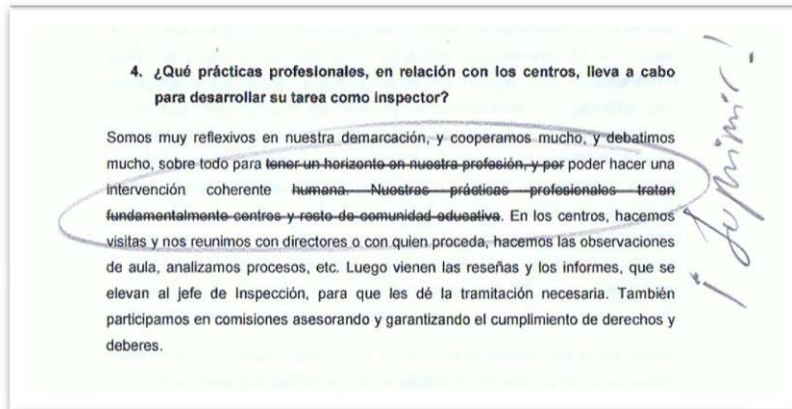 4. ¿Qué prácticas profesionales, en relación con los centros, lleva a cabo
para desarrollar su tarea como Inspector?
Somos muy reflexivos en nuestra demarcación, y cooperamos mucho, y debatimos
mucho, sobre todo para tener un horizonte en nuestra profesión, y por poder hacer una
intervención coherente humana. Nuestras prácticas profesionales tratan
fundamentalmente centros y resto de comunidad educativa. En los centros, hacemos
visitas y nos reunimos con directores o con quien proceda, hacemos las observaciones
de aula, analizamos procesos, etc. Luego vienen las reseñas y los informes, que se
elevan al jefe de Inspección, para que les dé la tramitación necesaria. También
participamos en comisiones asesorando y garantizando el cumplimiento de derechos y
deberes.
¡Suprimir!